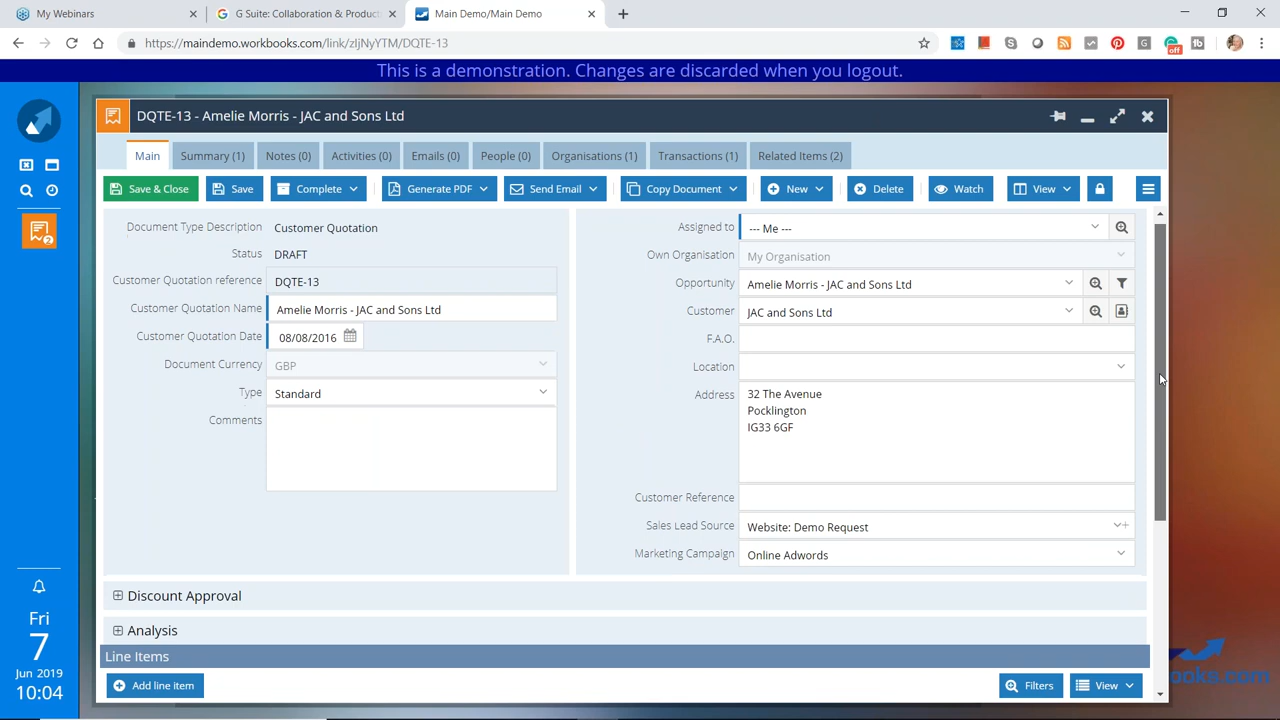 My Webinars
G Suite: Collaboration & Product
Main Demo/Main Demo
https://maindemo.workbooks.com/link/zljNyYTM/DQTE-13
off
tb
This is a demonstration. Changes are discarded when you logout.
DQTE-13 - Amelie Morris - JAC and Sons Ltd
Main
Summary (1)
Notes (0)
Activities (0)
Emails (0)
People (0)
Organisations (1)
Transactions (1)
Related Items (2)
Save & Close
Save
Complete
Generate PDF
Send Email
Copy Document
New
Delete
Watch
View
Document Type Description Customer Quotation
Status DRAFT
Customer Quotation reference DQTE-13
Customer Quotation Name Amelie Morris - JAC and Sons Ltd
Customer Quotation Date 08/08/2016
Document Currency GBP
Type Standard
Comments
Assigned to --- Me ---
Own Organisation My Organisation
Opportunity Amelie Morris - JAC and Sons Ltd
Customer JAC and Sons Ltd
F.A.O.
Location
Address 32 The Avenue
Pocklington
IG33 6GF
Customer Reference
Sales Lead Source Website: Demo Request
Marketing Campaign Online Adwords
Discount Approval
Analysis
Line Items
Add line item
Filters
View
2
Fri
7
Jun 2019
10:04